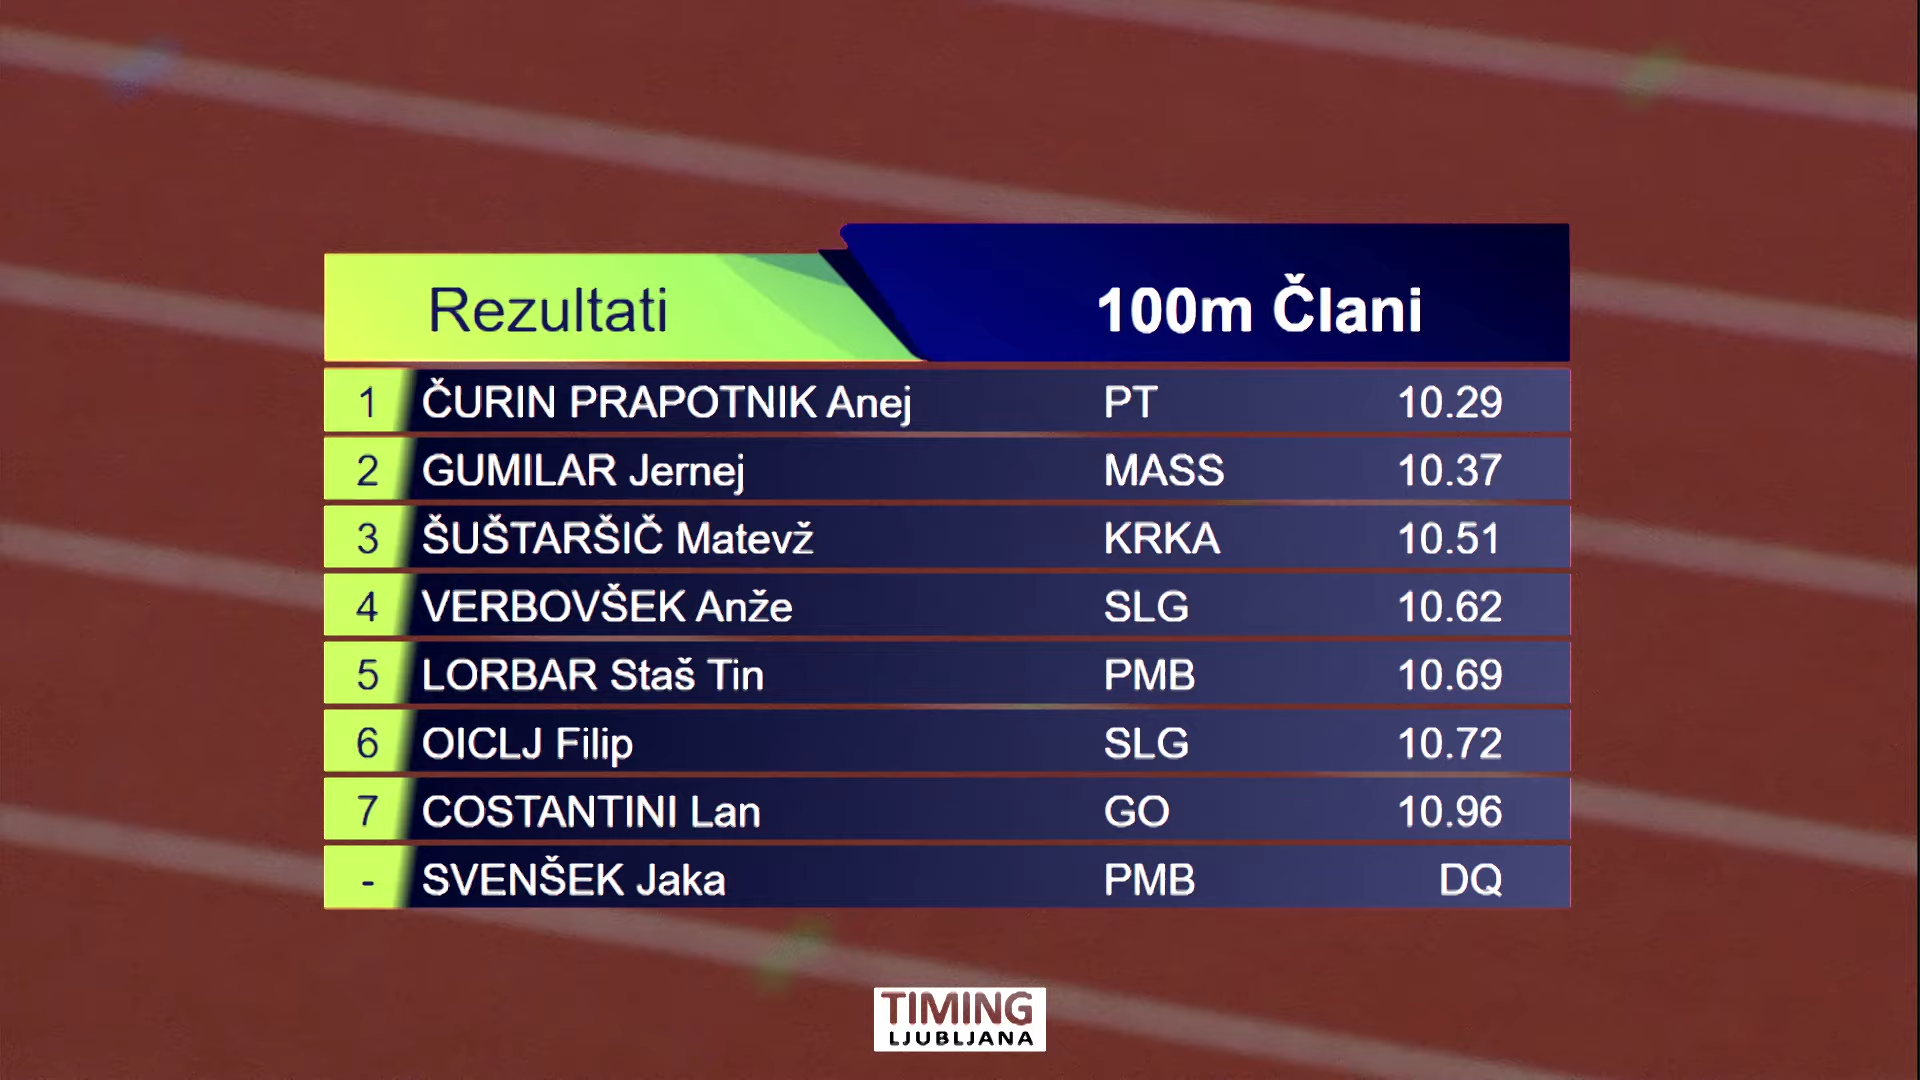 Rezultati 100m Člani
1 ČURIN PRAPOTNIK Anej PT 10.29
2 GUMILAR Jernej MASS 10.37
3 ŠUŠTARŠIČ Matevž KRKA 10.51
4 VERBOVŠEK Anže SLG 10.62
5 LORBAR Staš Tin PMB 10.69
6 OICLJ Filip SLG 10.72
7 COSTANTINI Lan GO 10.96
- SVENŠEK Jaka PMB DQ
TIMING
LJUBLJANA